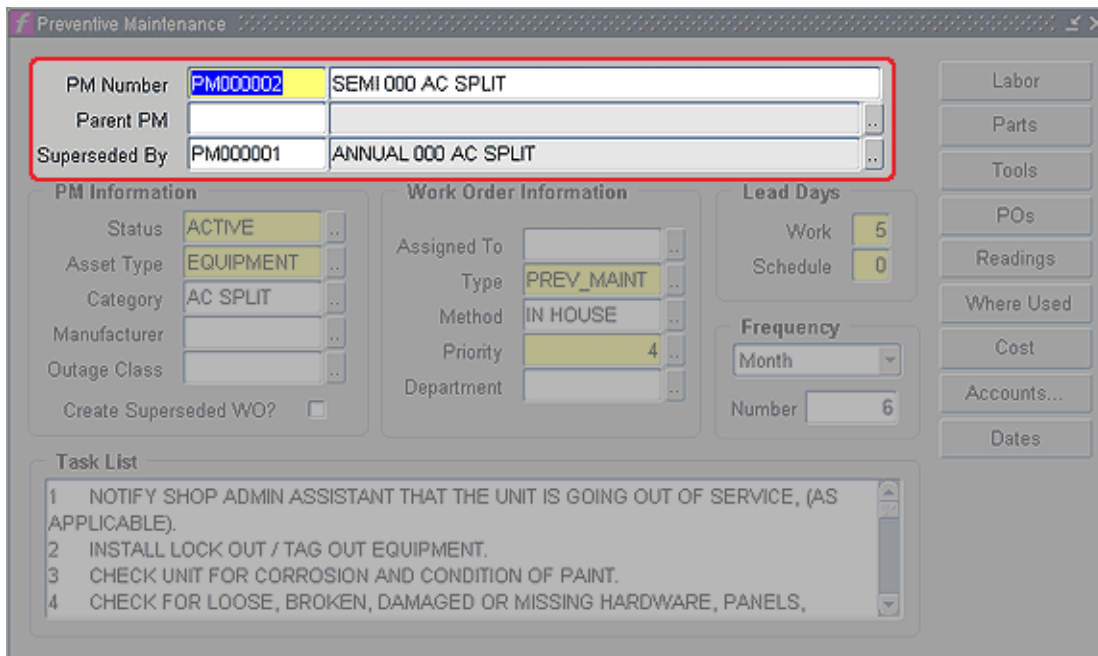 Preventive Maintenance
PM Number PM000002 SEMI 000 AC SPLIT
Parent PM ..
Superseded By PM000001 ANNUAL 000 AC SPLIT ..
PM Information
Status ACTIVE ..
Asset Type EQUIPMENT ..
Category AC SPLIT ..
Manufacturer ..
Outage Class ..
Create Superseded WO?
Work Order Information
Assigned To ..
Type PREV_MAINT ..
Method IN HOUSE ..
Priority 4 ..
Department ..
Lead Days
Work 5
Schedule 0
Frequency
Month
Number 6
Labor
Parts
Tools
POs
Readings
Where Used
Cost
Accounts...
Dates
Task List
1 NOTIFY SHOP ADMIN ASSISTANT THAT THE UNIT IS GOING OUT OF SERVICE, (AS
APPLICABLE).
2 INSTALL LOCK OUT / TAG OUT EQUIPMENT.
3 CHECK UNIT FOR CORROSION AND CONDITION OF PAINT.
4 CHECK FOR LOOSE, BROKEN, DAMAGED OR MISSING HARDWARE, PANELS,